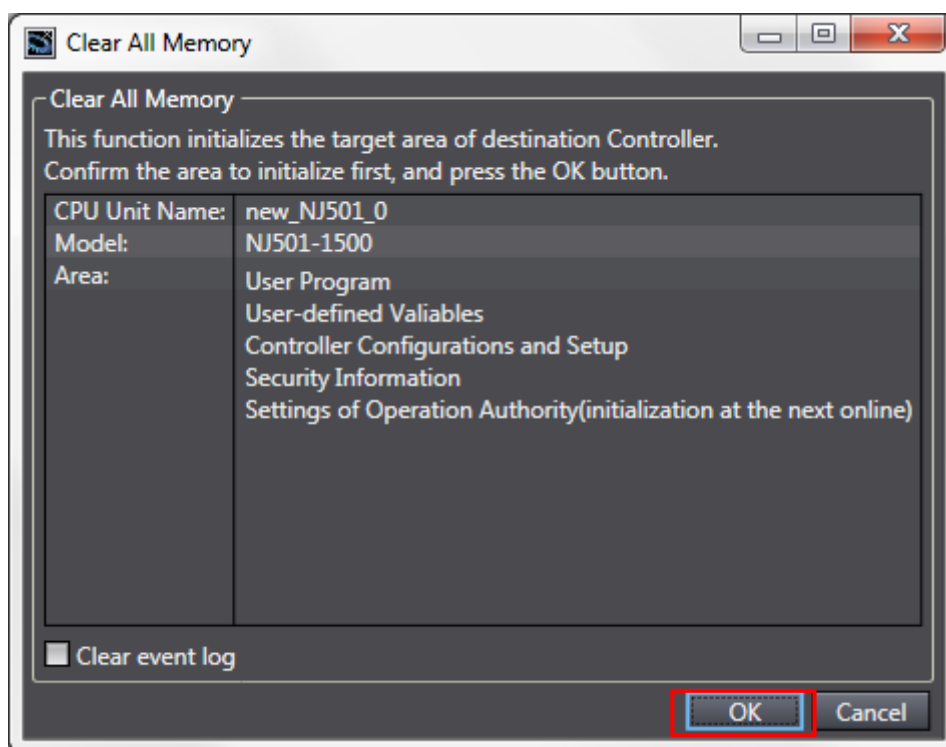 Clear All Memory
Clear All Memory
This function initializes the target area of destination Controller.
Confirm the area to initialize first, and press the OK button.
CPU Unit Name: new_NJ501_0
Model: NJ501-1500
Area: User Program
User-defined Valiables
Controller Configurations and Setup
Security Information
Settings of Operation Authority(initialization at the next online)
Clear event log
OK Cancel